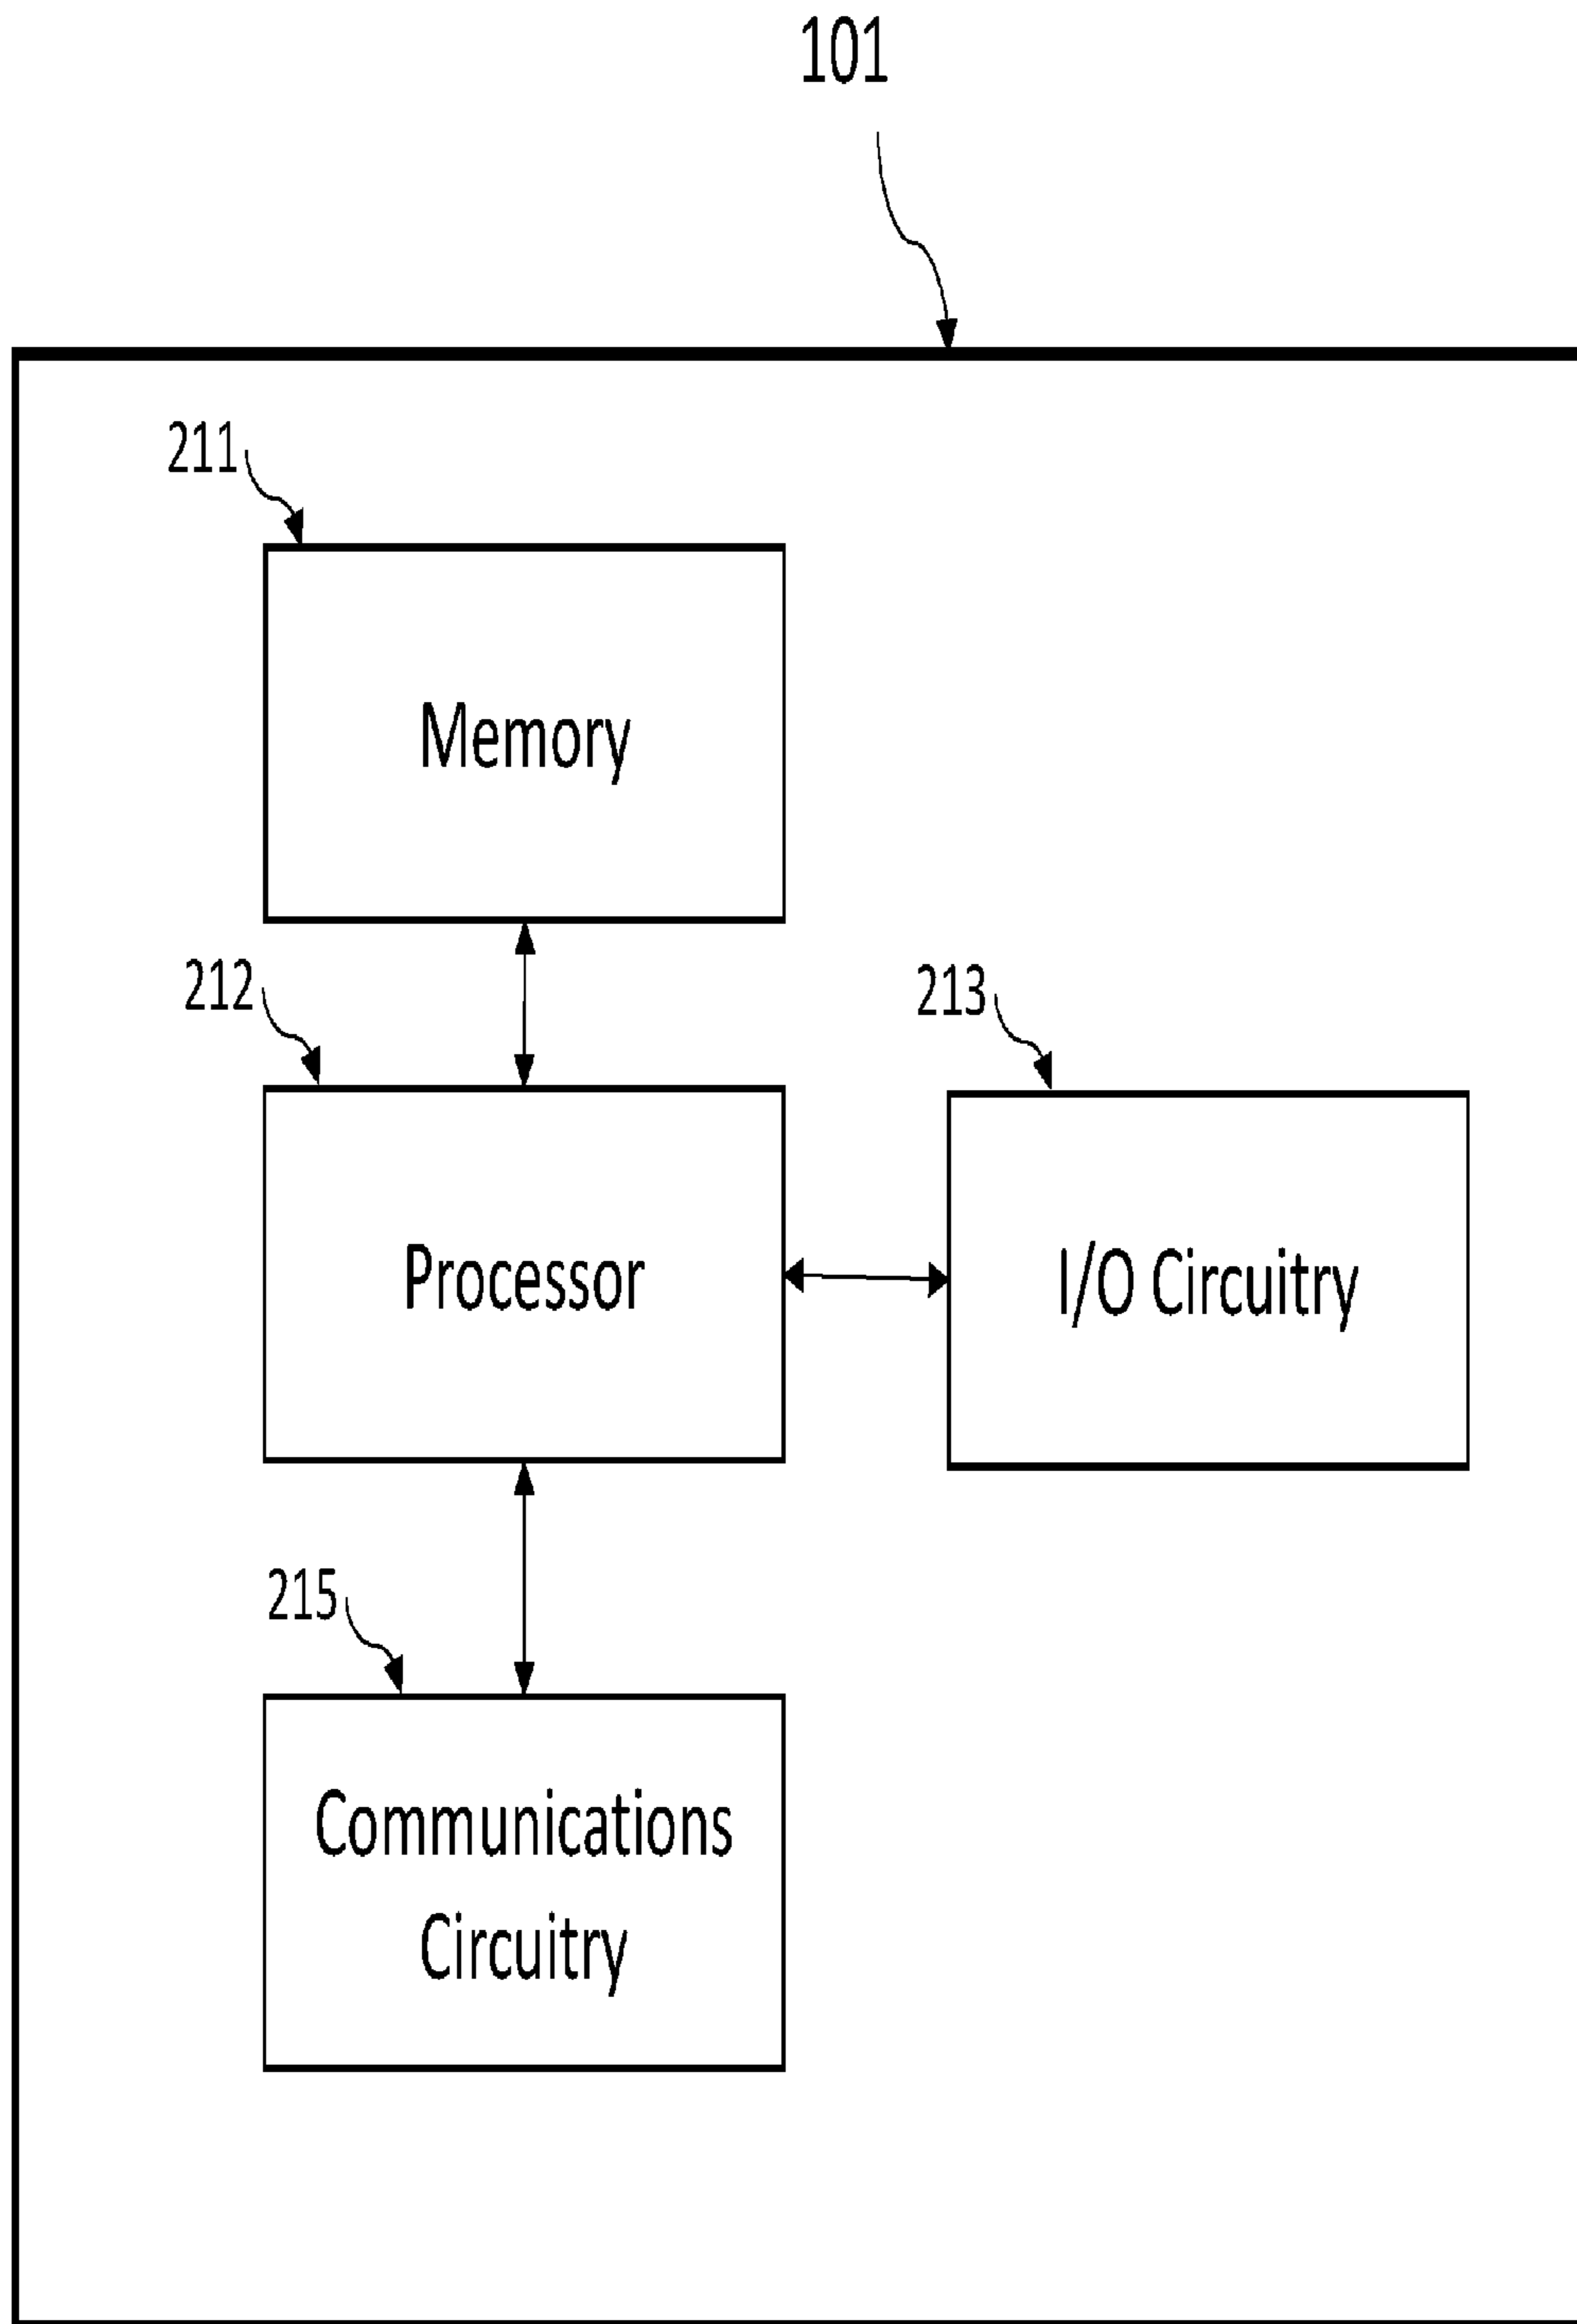 101
211
Memory
212
213
Processor
I/O Circuitry
215
Communications
Circuitry